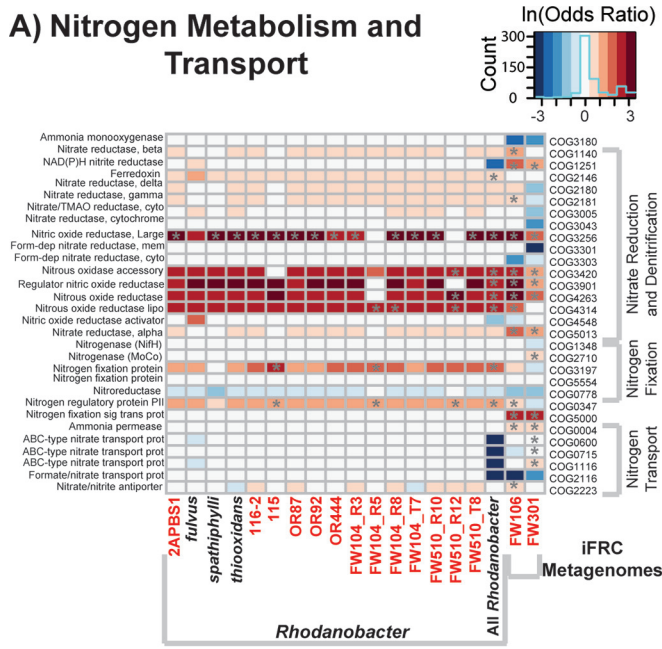 A) Nitrogen Metabolism and
Transport
ln(Odds Ratio)
Count
300
150
0
-3 0 3
Ammonia monooxygenase COG3180
Nitrate reductase, beta COG1140
NAD(P)H nitrite reductase COG1251
Ferredoxin COG2146
Nitrate reductase, delta COG2180
Nitrate reductase, gamma COG2181
Nitrate/TMAO reductase, cyto COG3005
Nitrate reductase, cytochrome COG3043
Nitric oxide reductase, Large COG3256
Form-dep nitrate reductase, mem COG3301
Form-dep nitrate reductase, cyto COG3303
Nitrous oxidase accessory COG3420
Regulator nitric oxide reductase COG3901
Nitrous oxide reductase COG4263
Nitrous oxide reductase lipo COG4314
Nitric oxide reductase activator COG4548
Nitrate reductase, alpha COG5013
Nitrogenase (NifH) COG1348
Nitrogenase (MoCo) COG2710
Nitrogen fixation protein COG3197
Nitrogen fixation protein COG5554
Nitroreductase COG0778
Nitrogen regulatory protein PII COG0347
Nitrogen fixation sig trans prot COG5000
Ammonia permease COG0004
ABC-type nitrate transport prot COG0600
ABC-type nitrate transport prot COG0715
ABC-type nitrate transport prot COG1116
Formate/nitrate transport prot COG2116
Nitrate/nitrite antiporter COG2223
Nitrate Reduction
and Denitirfication
Nitrogen
Fixation
Nitrogen
Transport
2APBS1
fulvus
spathiphylli
thiooxidans
116-2
115
OR87
OR92
OR444
FW104_R3
FW104_R5
FW104_R8
FW104_T7
FW510_R10
FW510_R12
FW510_T8
All Rhodanobacter
FW106
FW301
iFRC
Metagenomes
Rhodanobacter